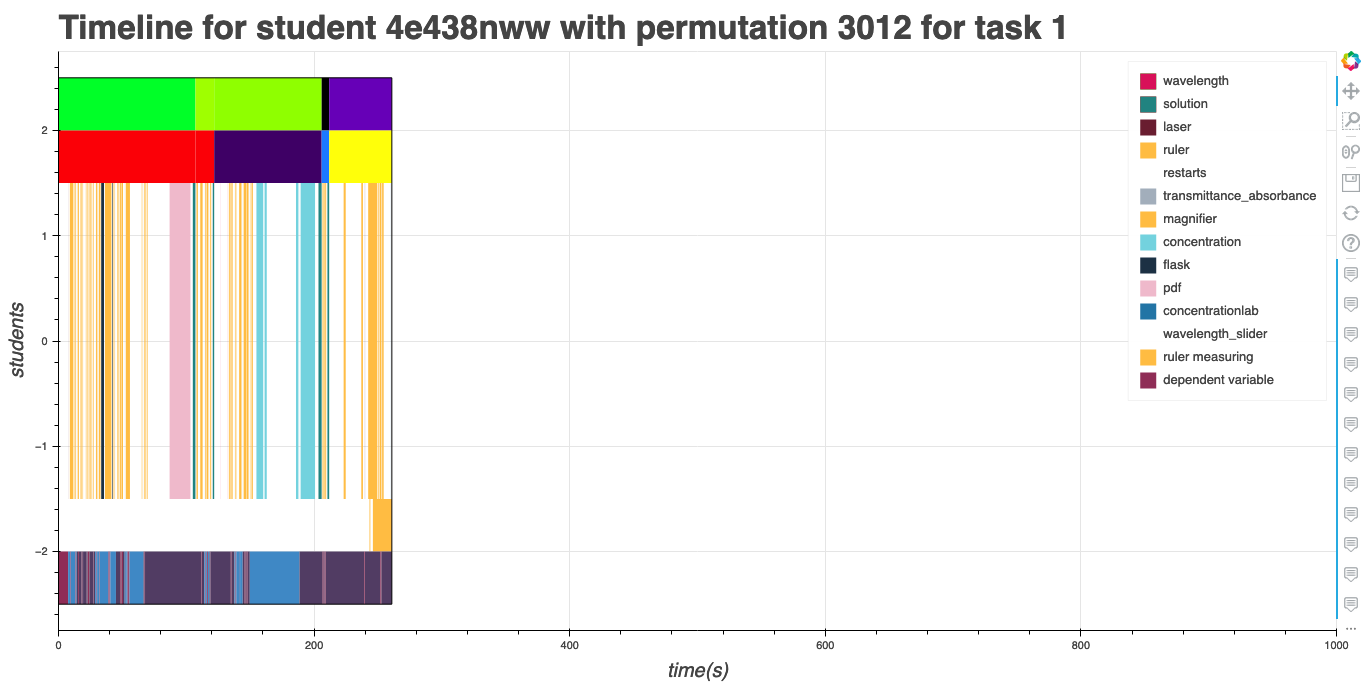 Timeline for student 4e438nww with permutation 3012 for task 1
wavelength
solution
laser
ruler
restarts
transmittance_absorbance
magnifier
concentration
flask
pdf
concentrationlab
wavelength_slider
ruler measuring
dependent variable
students
2
1
0
−1
−2
0 200 400 600 800 1000
time(s)